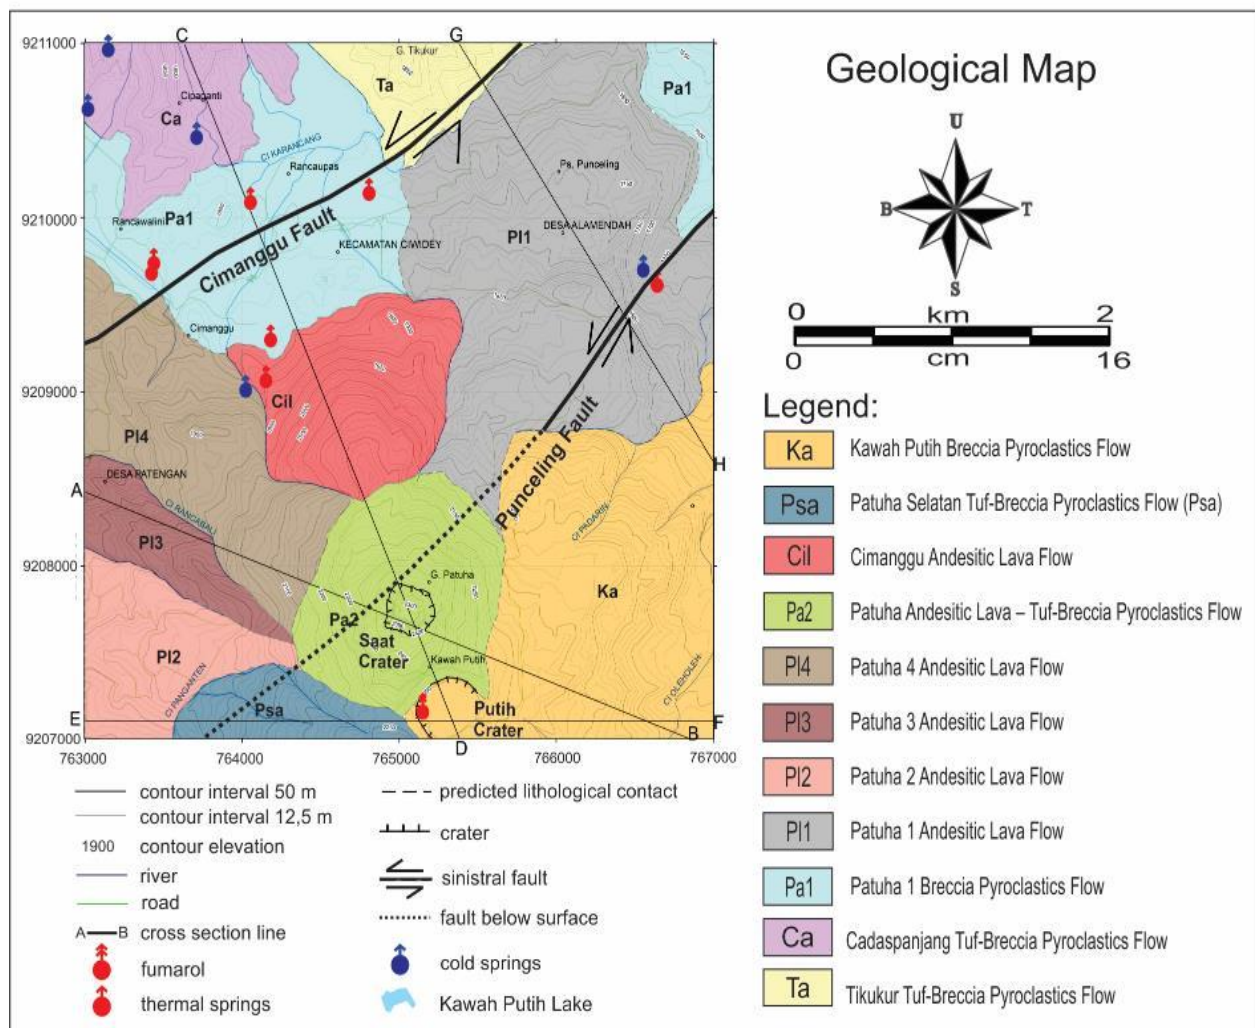 Geological Map
U
B
T
S
0 km 2
0 cm 16
Legend:
Ka Kawah Putih Breccia Pyroclastics Flow
Psa Patuha Selatan Tuf-Breccia Pyroclastics Flow (Psa)
Cil Cimanggu Andesitic Lava Flow
Pa2 Patuha Andesitic Lava – Tuf-Breccia Pyroclastics Flow
Pl4 Patuha 4 Andesitic Lava Flow
Pl3 Patuha 3 Andesitic Lava Flow
Pl2 Patuha 2 Andesitic Lava Flow
Pl1 Patuha 1 Andesitic Lava Flow
Pa1 Patuha 1 Breccia Pyroclastics Flow
Ca Cadaspanjang Tuf-Breccia Pyroclastics Flow
Ta Tikukur Tuf-Breccia Pyroclastics Flow
9211000
9210000
9209000
9208000
9207000
763000
764000
765000
766000
767000
C
G
A
H
E
F
B
D
G. Tikukur
Ta
Pa1
Cipaganti
Ca
CI KARANCANG
Rancaupas
Ps. Punceling
Rancawalini
Pa1
Cimanggu Fault
KECAMATAN CIWIDEY
Pl1
DESA ALAMENDAH
Cimanggu
Cil
Pl4
DESA PATENGAN
CI RANCABALI
Pl3
Punceling Fault
CI PADARIN
G. Patuha
Ka
Pa2
Saat
Crater
Kawah Putih
Pl2
CI PANGANTEN
Psa
Putih
Crater
CI OLEHOLEH
contour interval 50 m
contour interval 12,5 m
1900 contour elevation
river
road
A B cross section line
fumarol
thermal springs
predicted lithological contact
crater
sinistral fault
fault below surface
cold springs
Kawah Putih Lake